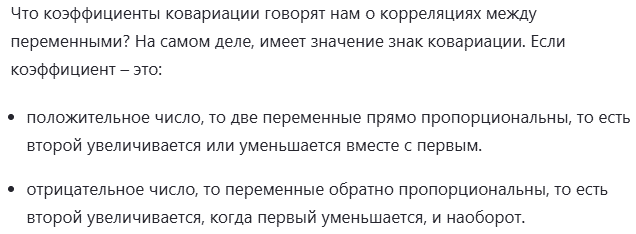 Что коэффициенты ковариации говорят нам о корреляциях между
переменными? На самом деле, имеет значение знак ковариации. Если
коэффициент – это:
• положительное число, то две переменные прямо пропорциональны, то есть
второй увеличивается или уменьшается вместе с первым.
• отрицательное число, то переменные обратно пропорциональны, то есть
второй увеличивается, когда первый уменьшается, и наоборот.